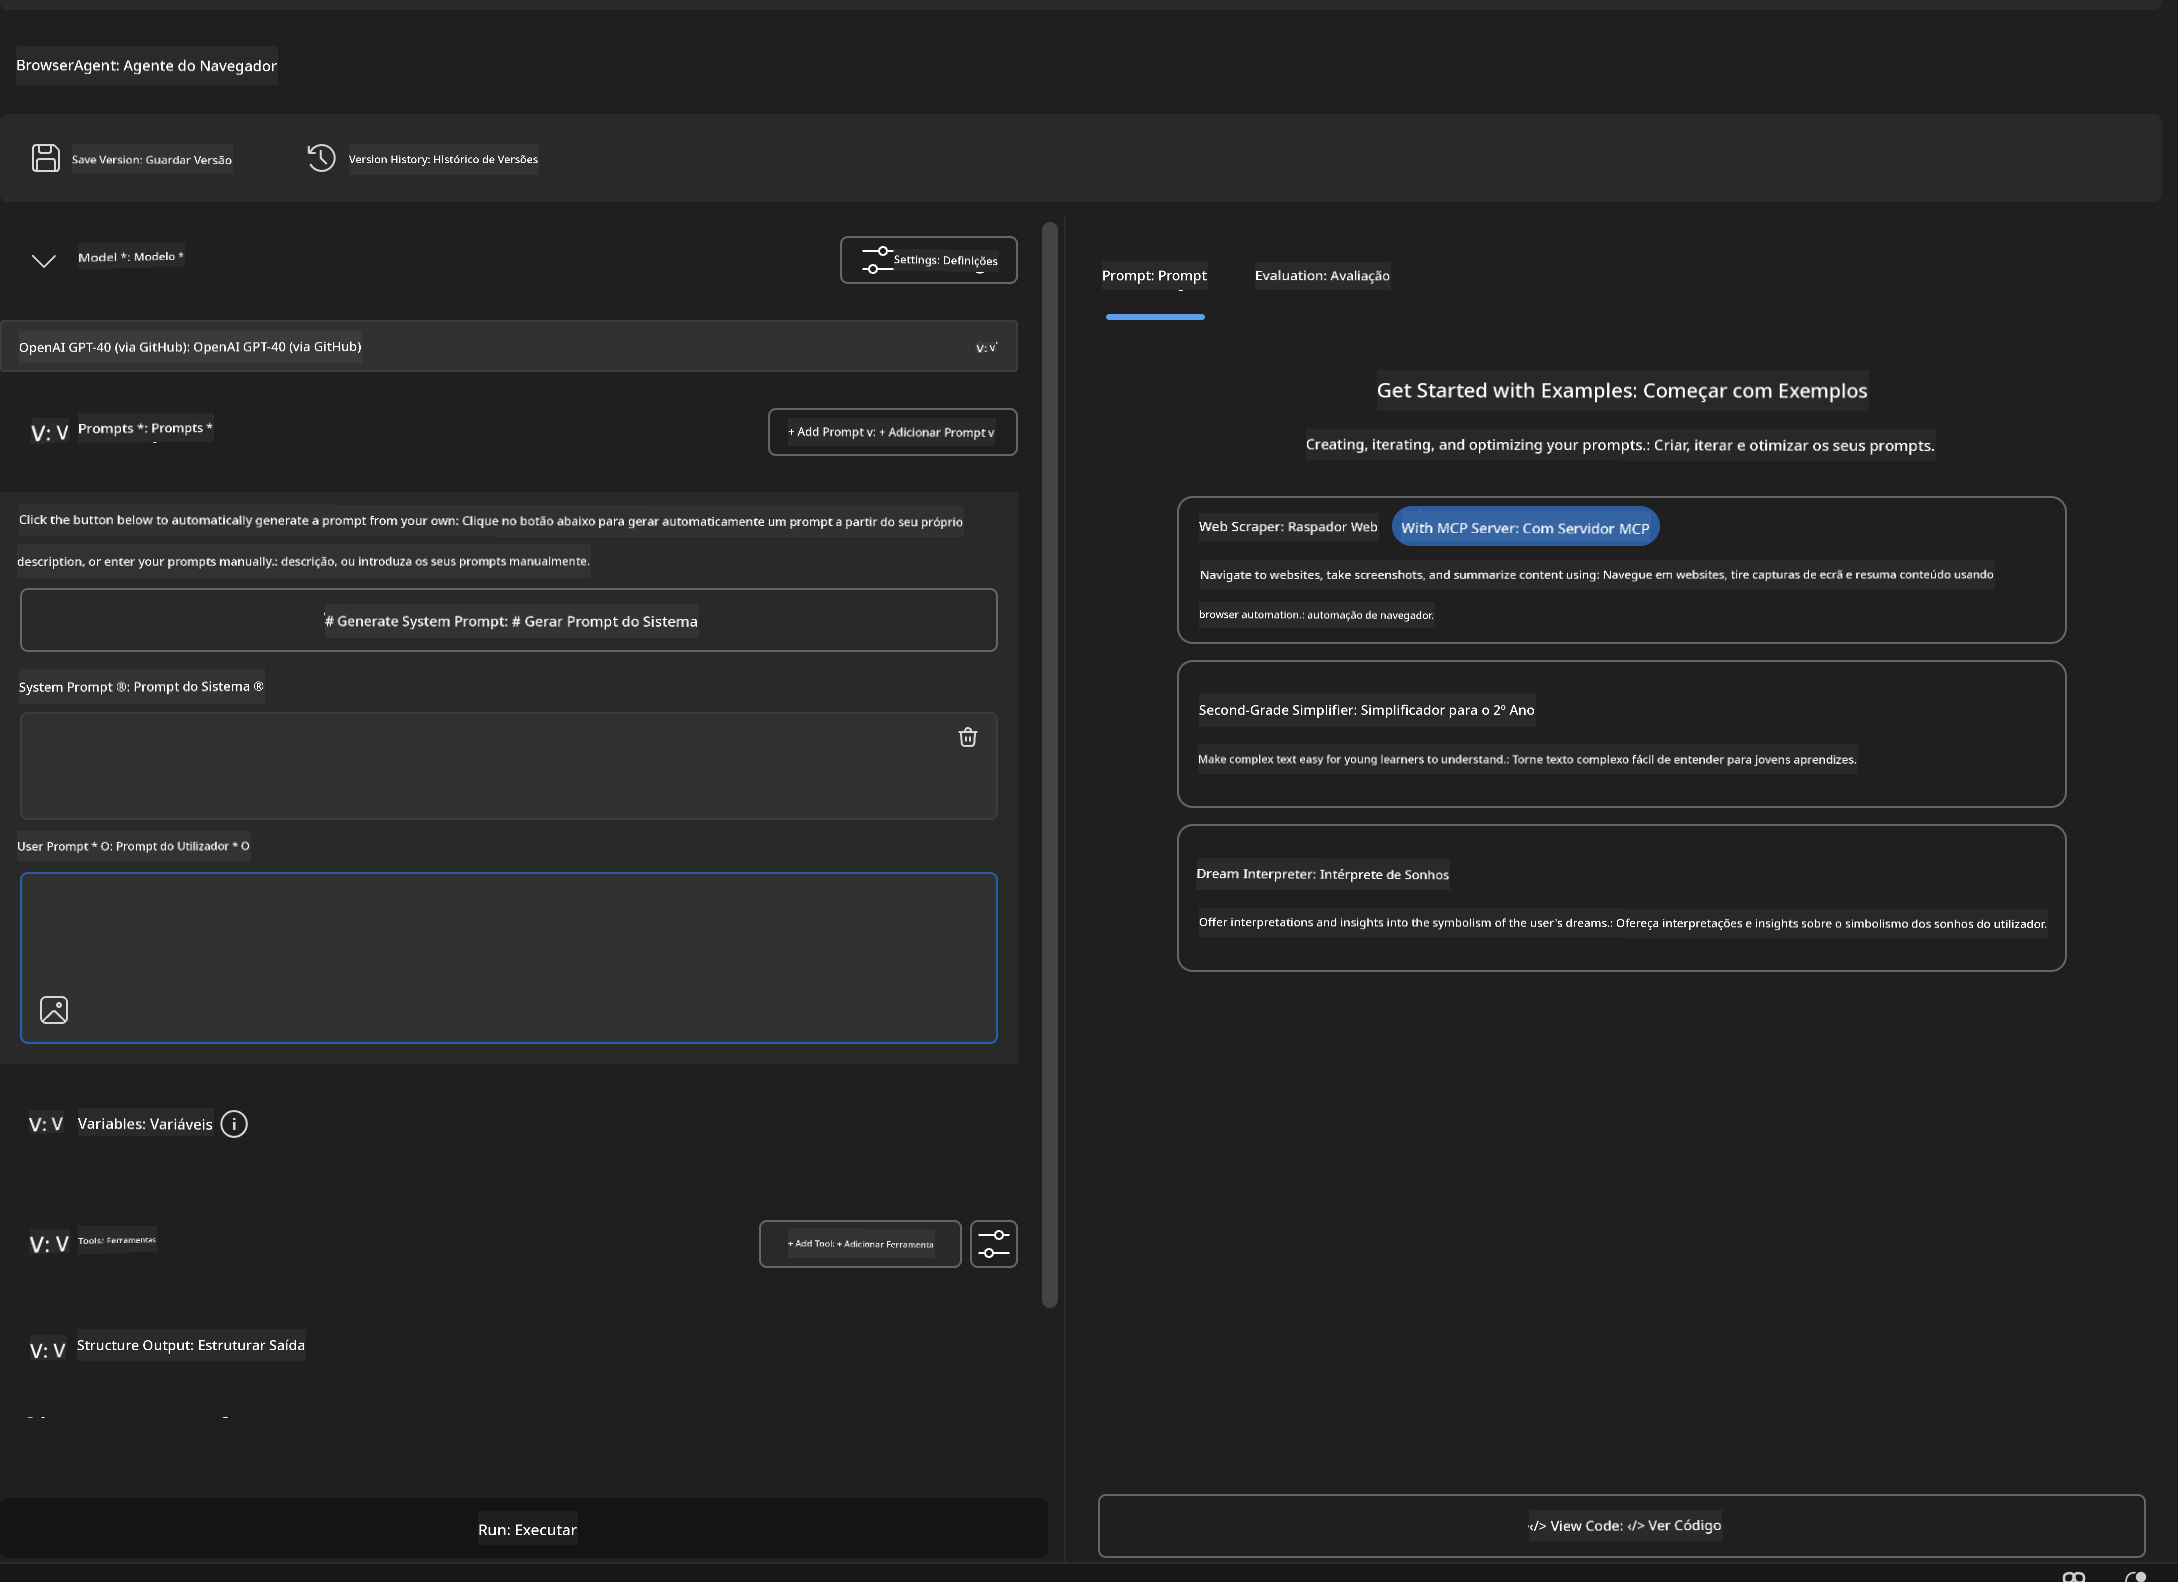 BrowserAgent: Agente do Navegador
Save Version: Guardar Versão
Version History: Histórico de Versões
Model *: Modelo *
Settings: Definições
OpenAI GPT-40 (via GitHub): OpenAI GPT-40 (via GitHub)
V: V
V: V
Prompts *: Prompts *
+ Add Prompt v: + Adicionar Prompt v
Click the button below to automatically generate a prompt from your own: Clique no botão abaixo para gerar automaticamente um prompt a partir do seu próprio
description, or enter your prompts manually.: descrição, ou introduza os seus prompts manualmente.
# Generate System Prompt: # Gerar Prompt do Sistema
System Prompt ®: Prompt do Sistema ®
User Prompt * O: Prompt do Utilizador * O
V: V
Variables: Variáveis
V: V
Tools: Ferramentas
+ Add Tool: + Adicionar Ferramenta
V: V
Structure Output: Estruturar Saída
Run: Executar
Prompt: Prompt
Evaluation: Avaliação
Get Started with Examples: Começar com Exemplos
Creating, iterating, and optimizing your prompts.: Criar, iterar e otimizar os seus prompts.
Web Scraper: Raspador Web
With MCP Server: Com Servidor MCP
Navigate to websites, take screenshots, and summarize content using: Navegue em websites, tire capturas de ecrã e resuma conteúdo usando
browser automation.: automação de navegador.
Second-Grade Simplifier: Simplificador para o 2º Ano
Make complex text easy for young learners to understand.: Torne texto complexo fácil de entender para jovens aprendizes.
Dream Interpreter: Intérprete de Sonhos
Offer interpretations and insights into the symbolism of the user's dreams.: Ofereça interpretações e insights sobre o simbolismo dos sonhos do utilizador.
</> View Code: </> Ver Código